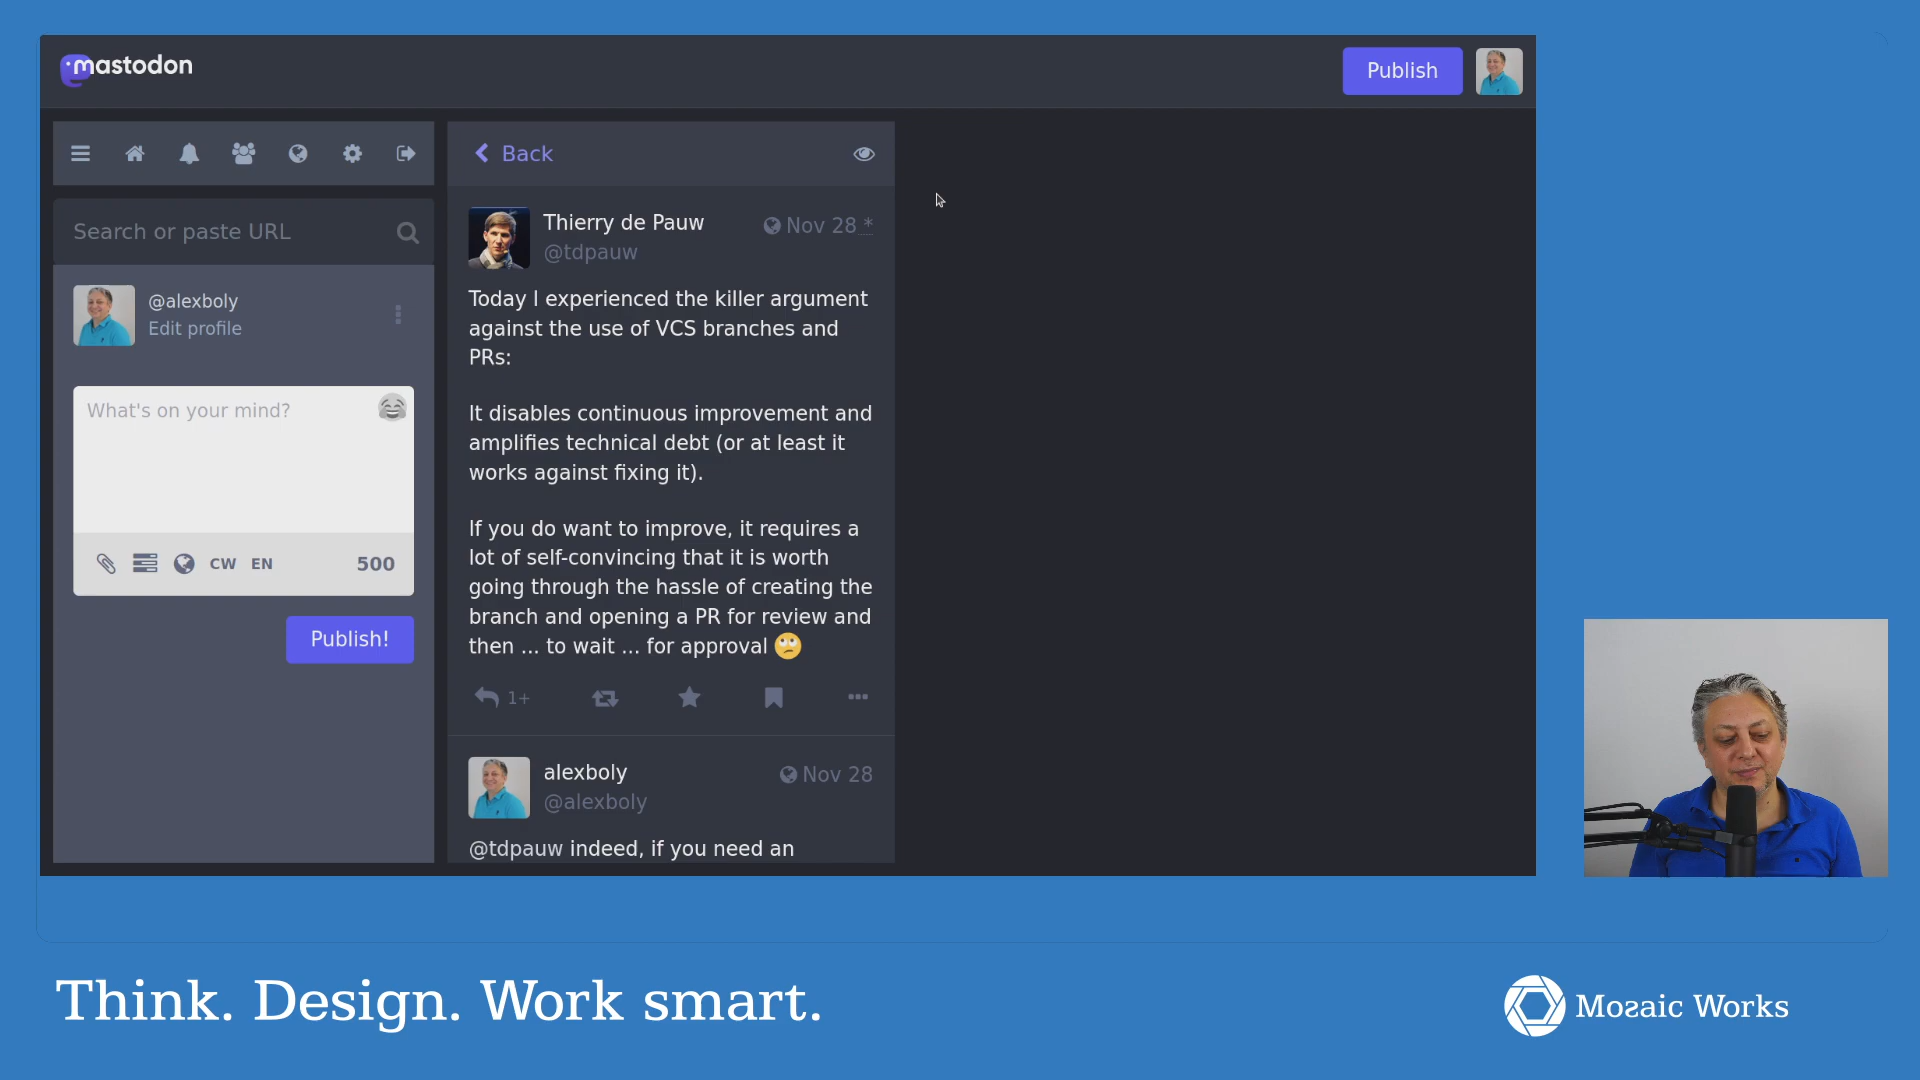 mastodon
Publish
Back
Search or paste URL
Thierry de Pauw
@tdpauw
Nov 28 *
@alexboly
Edit profile
Today I experienced the killer argument
against the use of VCS branches and
PRs:
It disables continuous improvement and
amplifies technical debt (or at least it
works against fixing it).
If you do want to improve, it requires a
lot of self-convincing that it is worth
going through the hassle of creating the
branch and opening a PR for review and
then ... to wait ... for approval 🙄
1+
What's on your mind?
CW
EN
500
Publish!
alexboly
@alexboly
Nov 28
@tdpauw indeed, if you need an
Think. Design. Work smart.
Mozaic Works